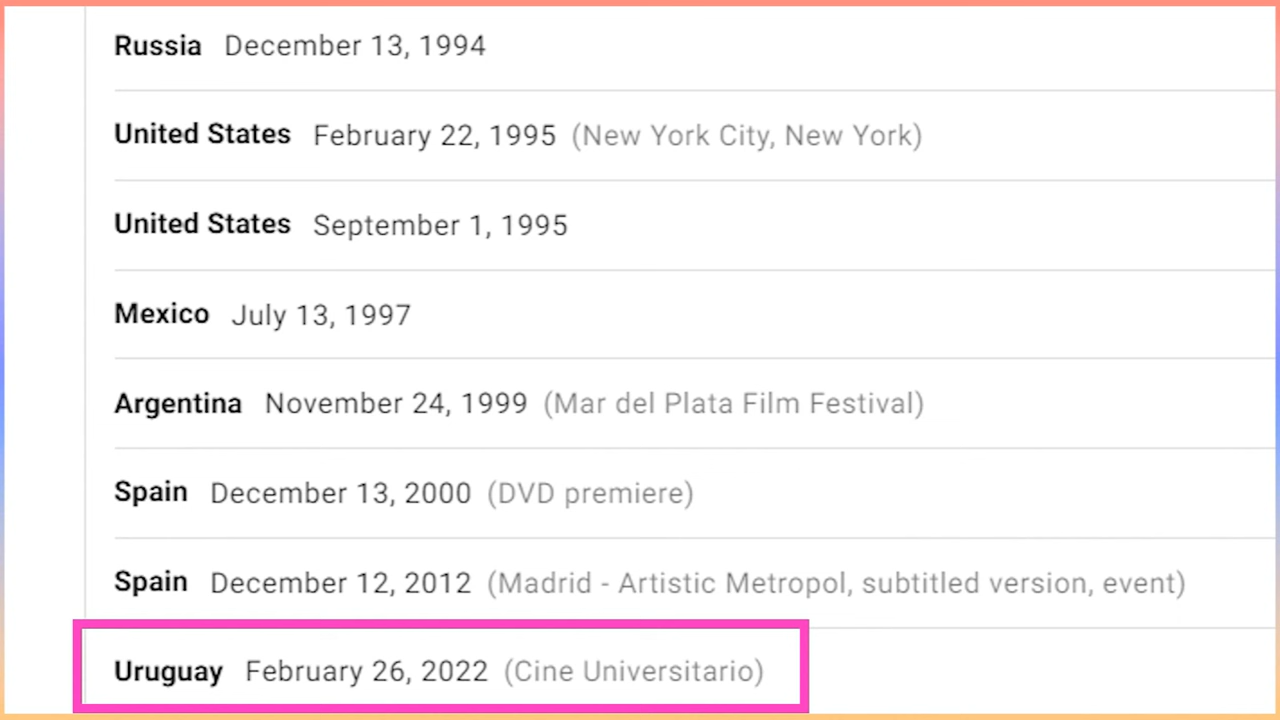 Russia December 13, 1994
United States February 22, 1995 (New York City, New York)
United States September 1, 1995
Mexico July 13, 1997
Argentina November 24, 1999 (Mar del Plata Film Festival)
Spain December 13, 2000 (DVD premiere)
Spain December 12, 2012 (Madrid - Artistic Metropol, subtitled version, event)
Uruguay February 26, 2022 (Cine Universitario)